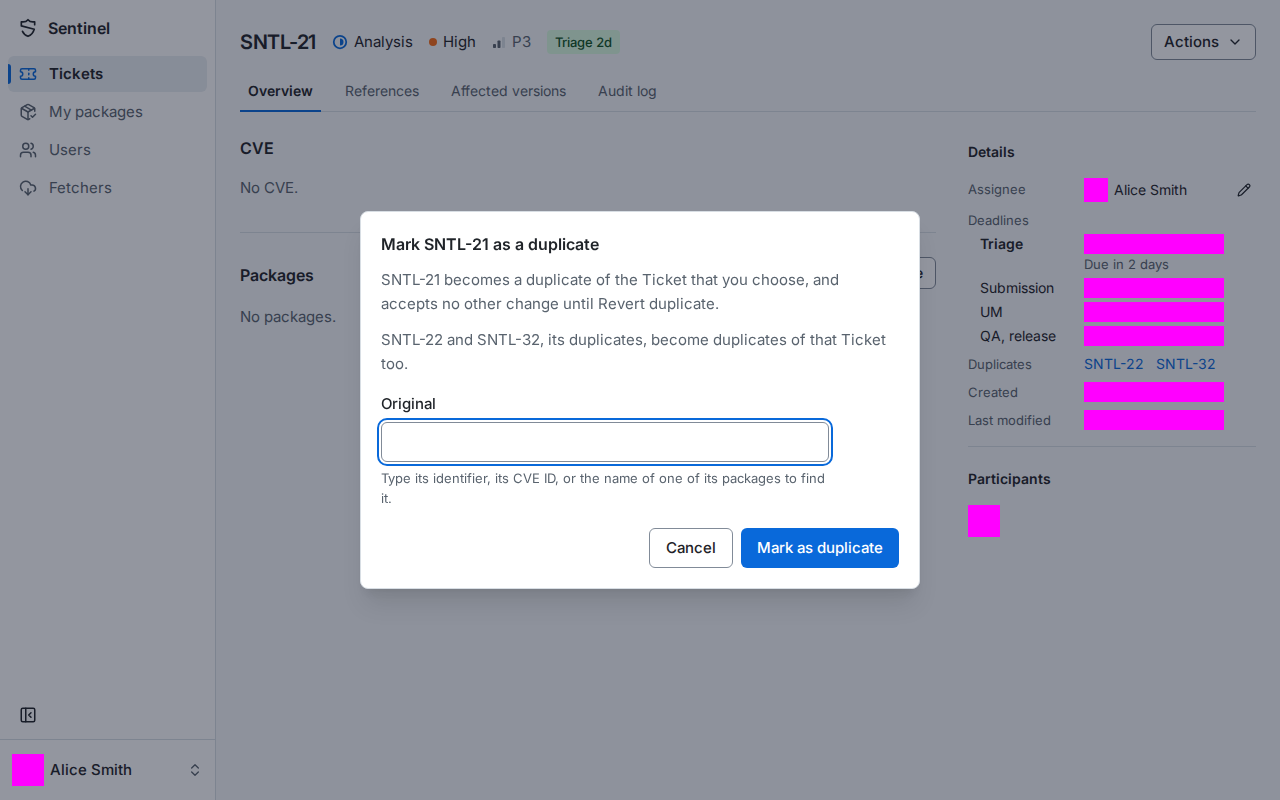 Sentinel
Tickets
My packages
Users
Fetchers
Alice Smith
SNTL-21
Analysis
High
P3
Triage 2d
Actions
Overview
References
Affected versions
Audit log
CVE
No CVE.
Packages
No packages.
Mark SNTL-21 as a duplicate
SNTL-21 becomes a duplicate of the Ticket that you choose, and
accepts no other change until Revert duplicate.
SNTL-22 and SNTL-32, its duplicates, become duplicates of that Ticket
too.
Original
Type its identifier, its CVE ID, or the name of one of its packages to find
it.
Cancel
Mark as duplicate
Details
Assignee
Alice Smith
Deadlines
Triage
Due in 2 days
Submission
UM
QA, release
Duplicates
SNTL-22
SNTL-32
Created
Last modified
Participants